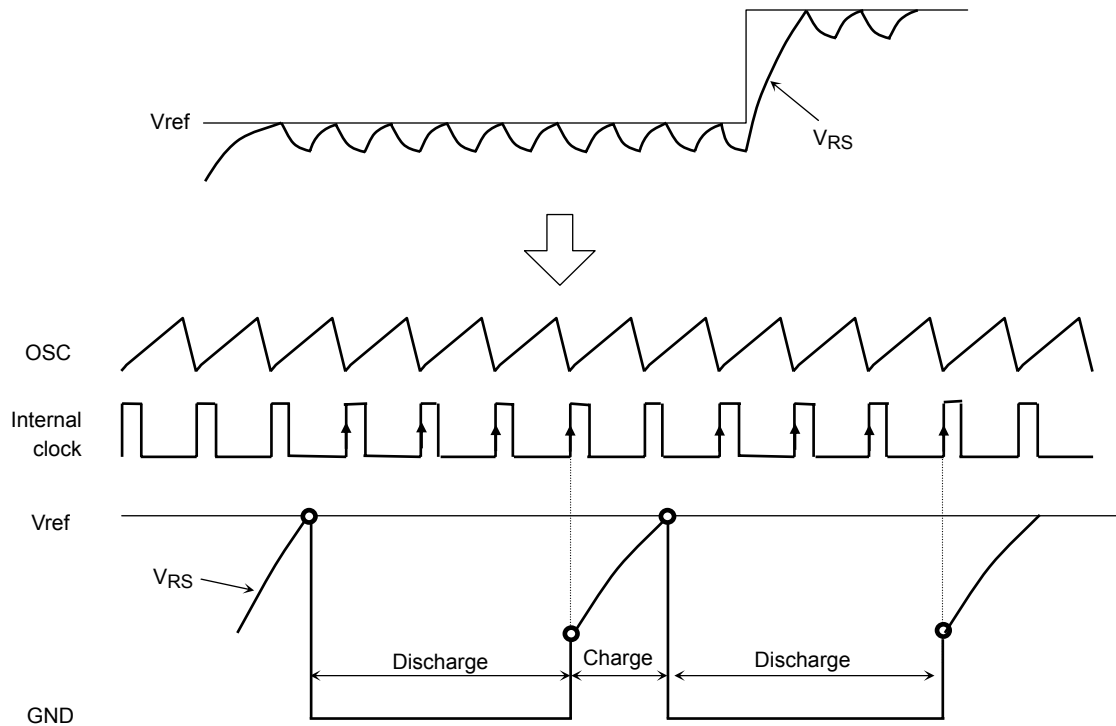 Vref
VRS
OSC
Internal
clock
Vref
VRS
Discharge
Charge
Discharge
GND